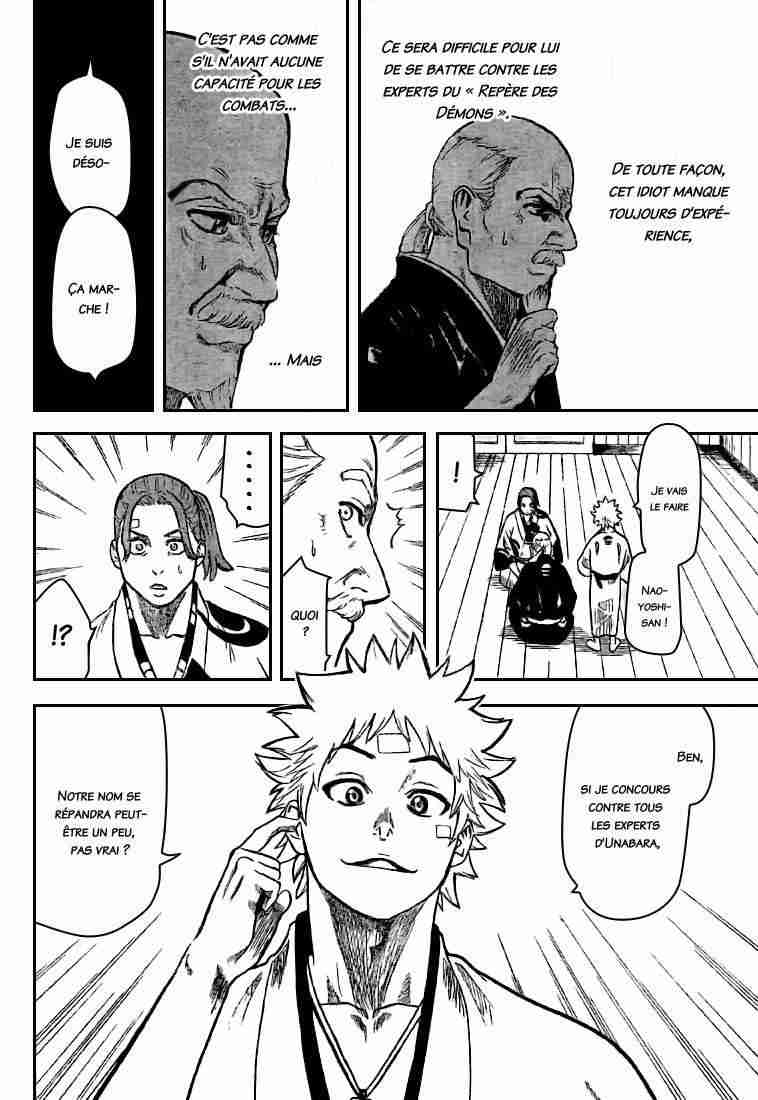 CE SERA DIFFICILE POUR LUI
DE SE BATTRE CONTRE LES
EXPERTS DU « REPÈRE DES
DÉMONS ».
DE TOUTE FAÇON,
CET IDIOT MANQUE
TOUJOURS D'EXPÉ-
RIENCE,
C'EST PAS COMME
S'IL N'AVAIT AUCUNE
CAPACITÉ POUR LES
COMBATS...
... MAIS
JE SUIS
DÉSO-
ÇA MAR-
CHE !
JE VAIS
LE FAIRE
NAO-
YOSHI-
SAN !
!
QUOI
?
......
!?
BEN,
SI JE CONCOURS
CONTRE TOUS
LES EXPERTS
D'UNABARA,
NOTRE NOM SE
RÉPANDRA PEUT-
ÊTRE UN PEU,
PAS VRAI ?